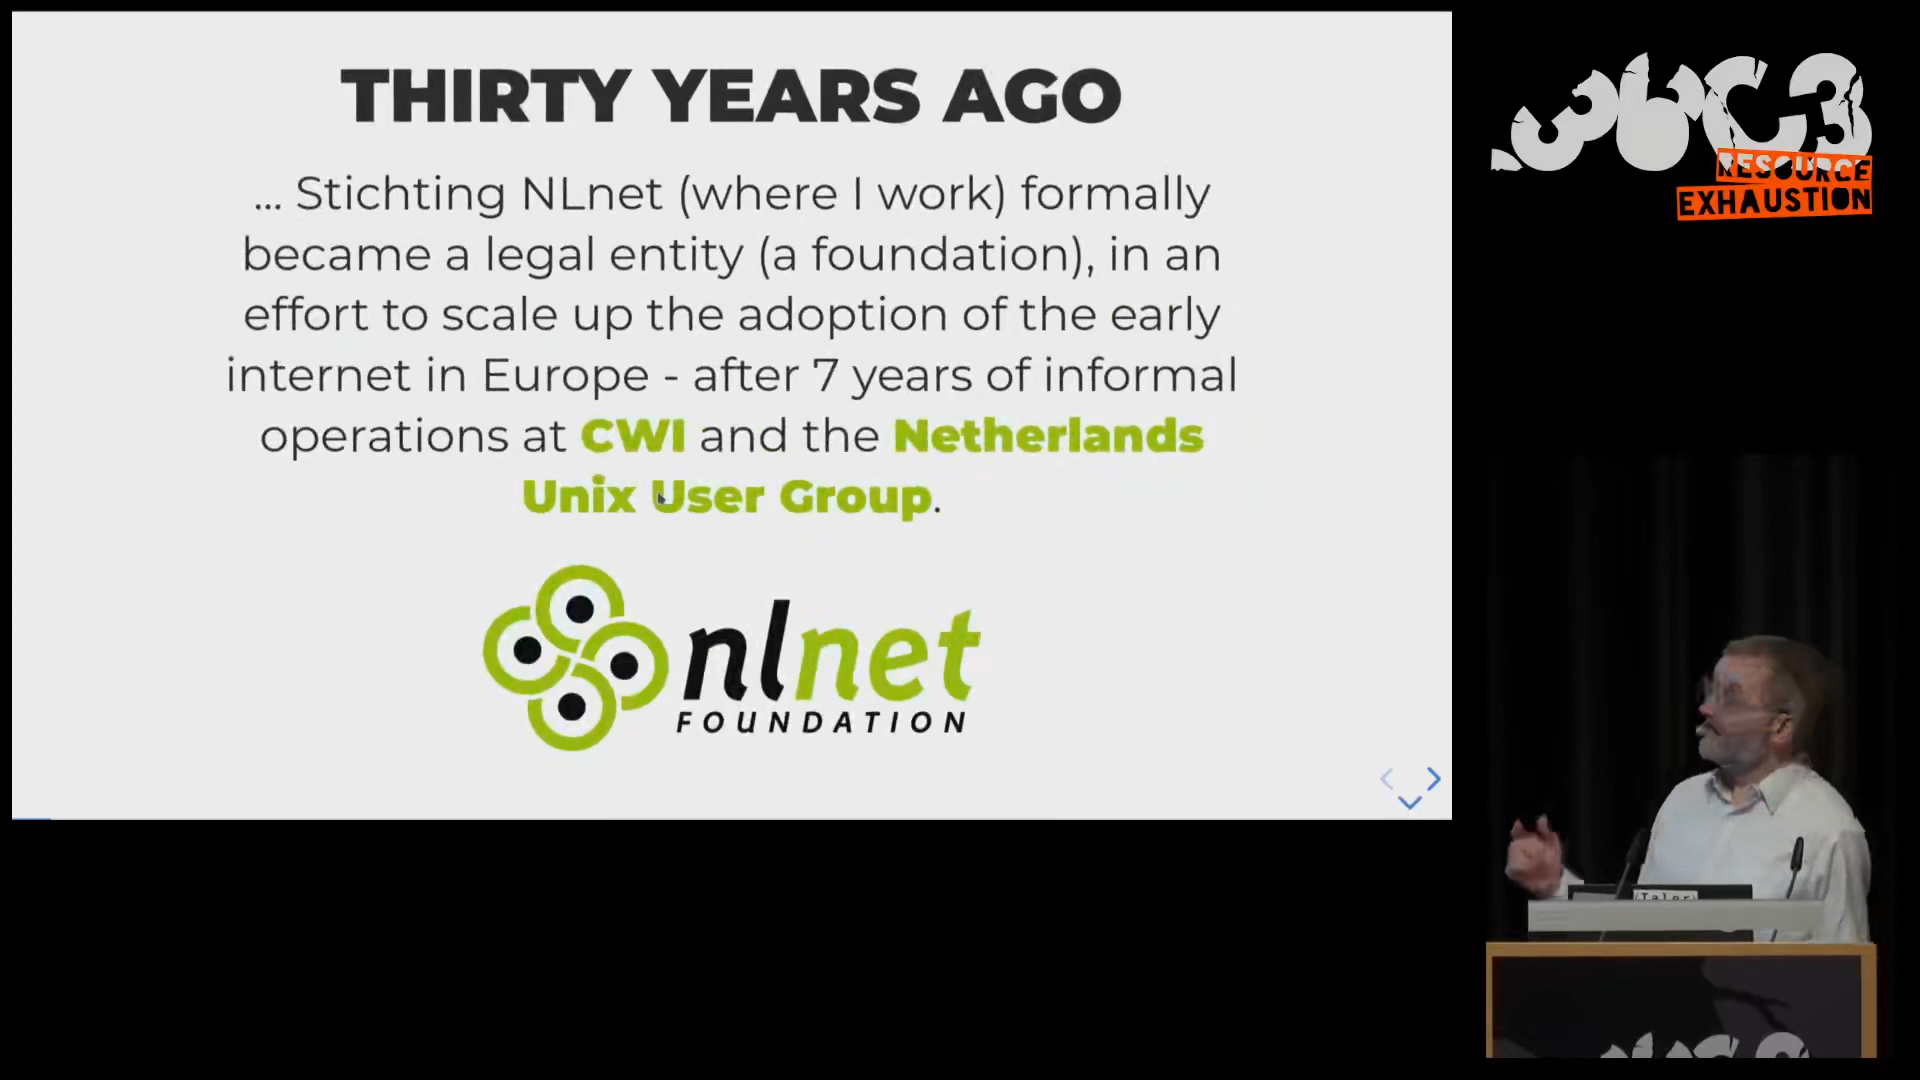 THIRTY YEARS AGO
... Stichting NLnet (where I work) formally
became a legal entity (a foundation), in an
effort to scale up the adoption of the early
internet in Europe - after 7 years of informal
operations at CWI and the Netherlands
Unix User Group.
nlnet
FOUNDATION
36C3
RESOURCE
EXHAUSTION
Taler